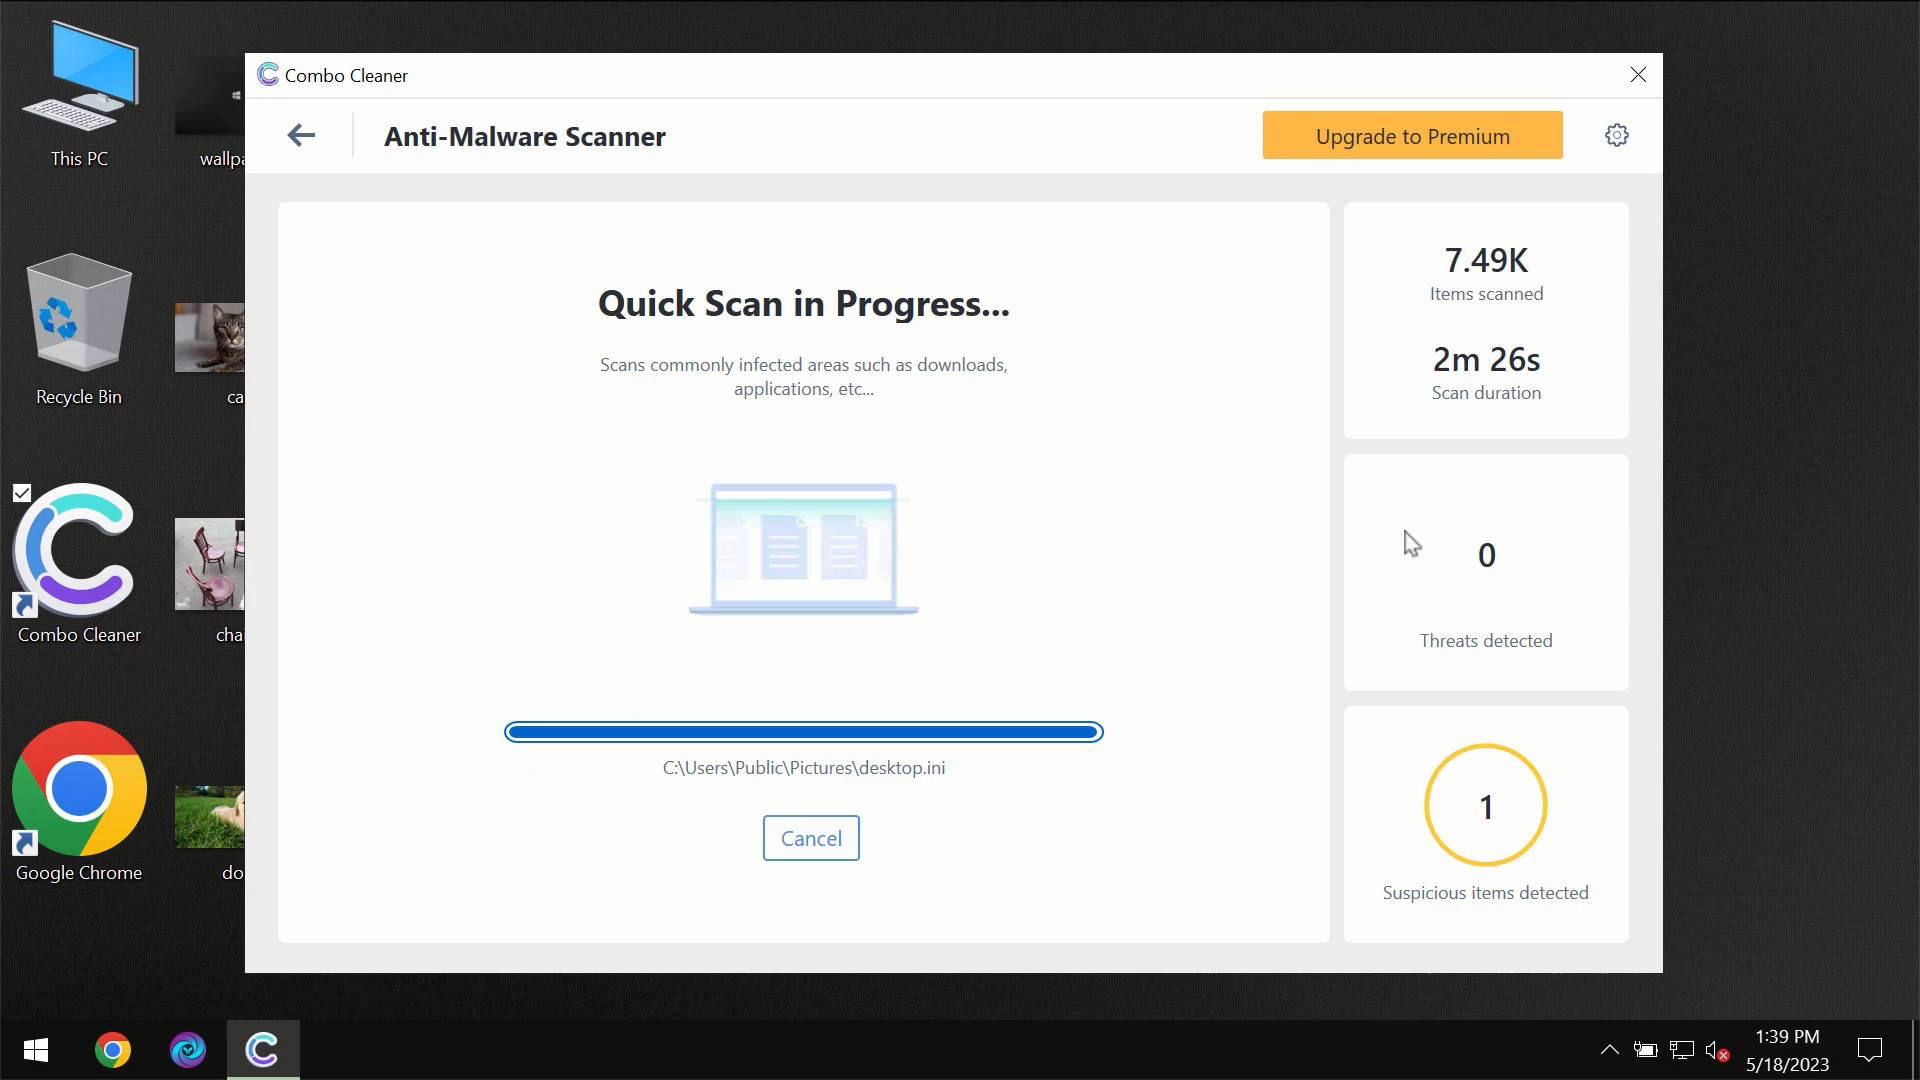 This PC
wallpa
Recycle Bin
ca
Combo Cleaner
cha
Google Chrome
do
Combo Cleaner
Anti-Malware Scanner
Upgrade to Premium
Quick Scan in Progress...
Scans commonly infected areas such as downloads,
applications, etc...
C:\Users\Public\Pictures\desktop.ini
Cancel
7.49K
Items scanned
2m 26s
Scan duration
0
Threats detected
1
Suspicious items detected
1:39 PM
5/18/2023